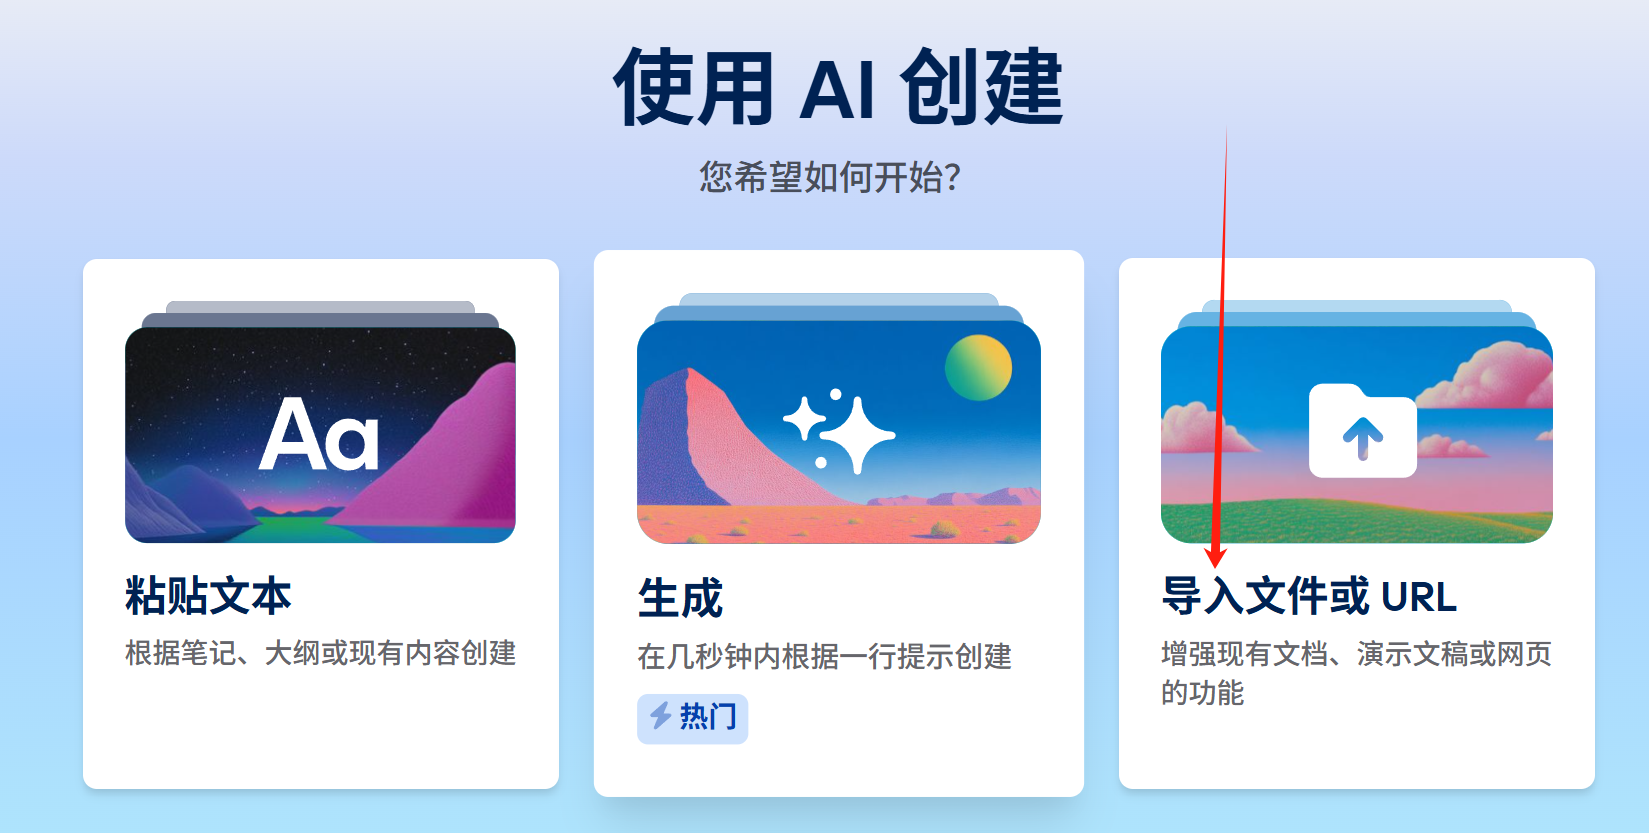 使用 AI 创建
您希望如何开始？
Aa
粘贴文本
根据笔记、大纲或现有内容创建
生成
在几秒钟内根据一行提示创建
热门
导入文件或 URL
增强现有文档、演示文稿或网页
的功能